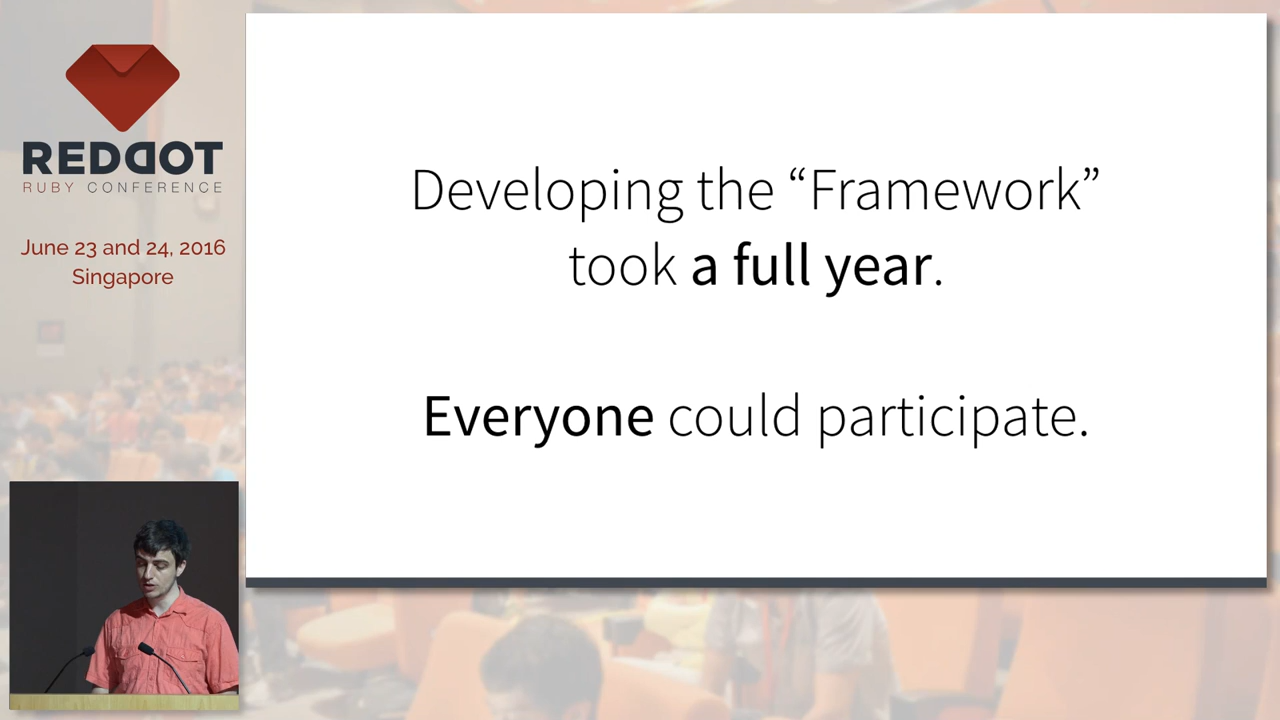 REDDOT
RUBY CONFERENCE
June 23 and 24, 2016
Singapore
Developing the “Framework”
took a full year.
Everyone could participate.